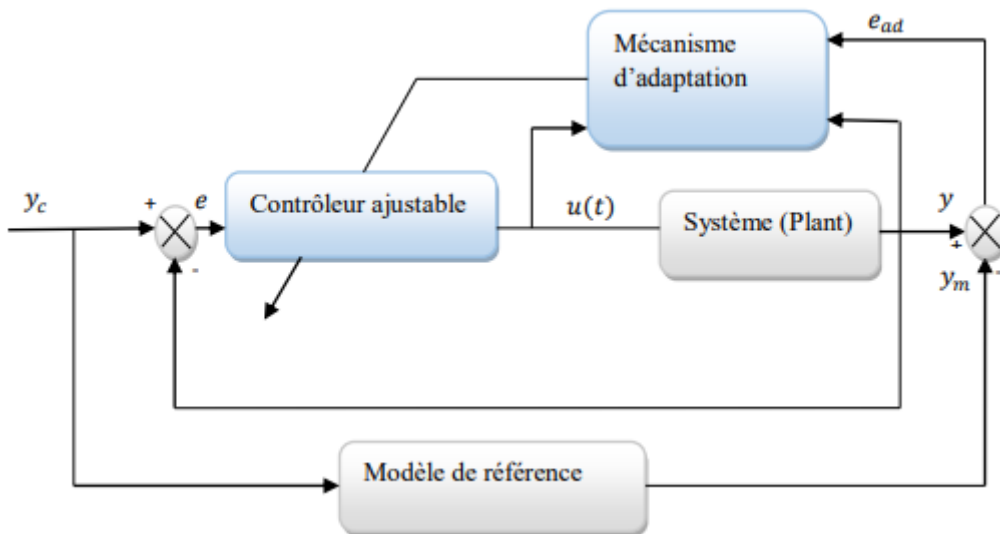 Mécanisme
d'adaptation
e_ad
y_c
+
e
Contrôleur ajustable
u(t)
Système (Plant)
y
+
-
y_m
-
Modèle de référence